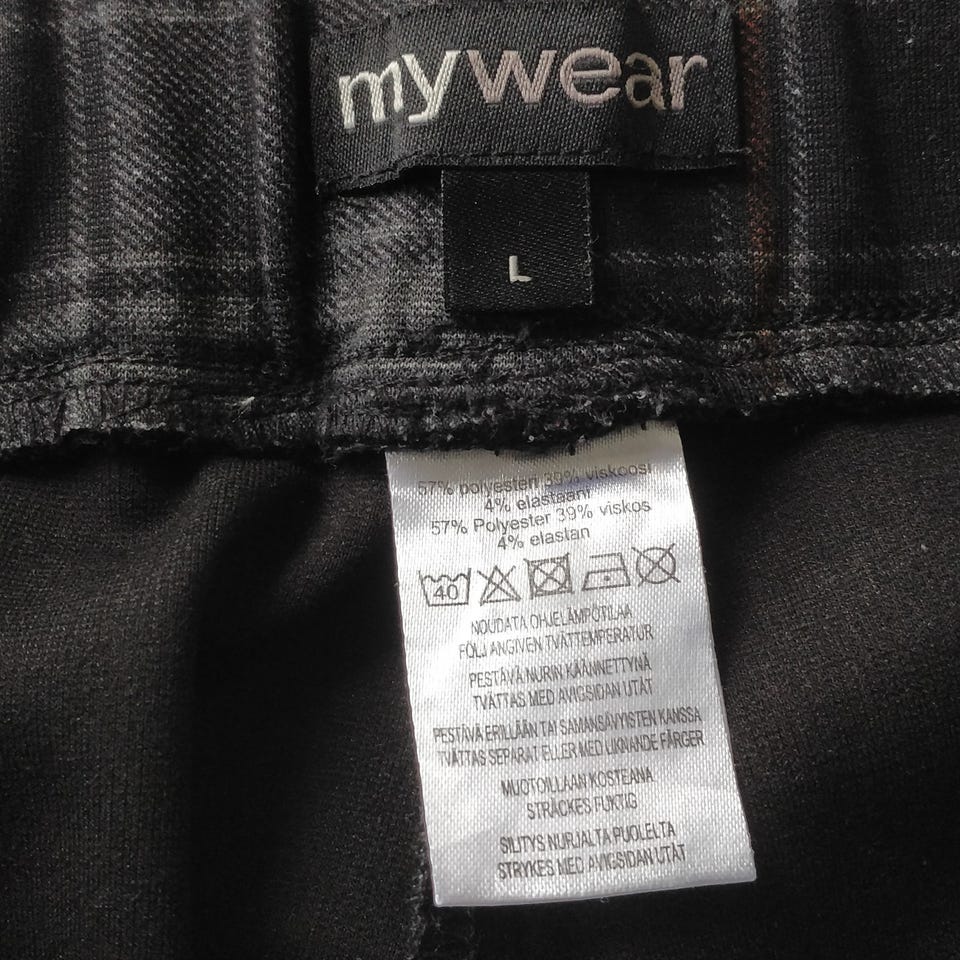 mywear
L
57% polyesteri 39% viskoosi
4% elastaani
57% Polyester 39% viskos
4% elastan
40
NOUDATA OHJELÄMPÖTILAA
FÖLJ ANGIVEN TVÄTTEMPERATUR
PESTÄVÄ NURIN KÄÄNNETTYNÄ
TVÄTTAS MED AVIGSIDAN UTÅT
PESTÄVÄ ERILLÄÄN TAI SAMANSÄVYISTEN KANSSA
TVÄTTAS SEPARAT ELLER MED LIKNANDE FÄRGER
MUOTOILLAAN KOSTEANA
STRÄCKES FUKTIG
SILITYS NURJALTA PUOLELTA
STRYKES MED AVIGSIDAN UTÅT